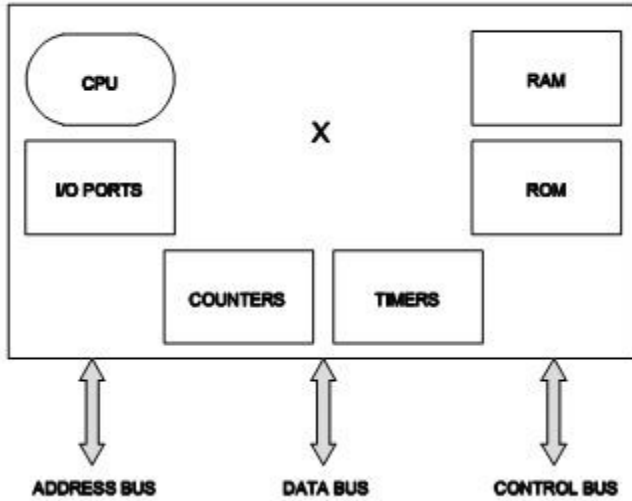 CPU
RAM
X
I/O PORTS
ROM
COUNTERS
TIMERS
ADDRESS BUS
DATA BUS
CONTROL BUS